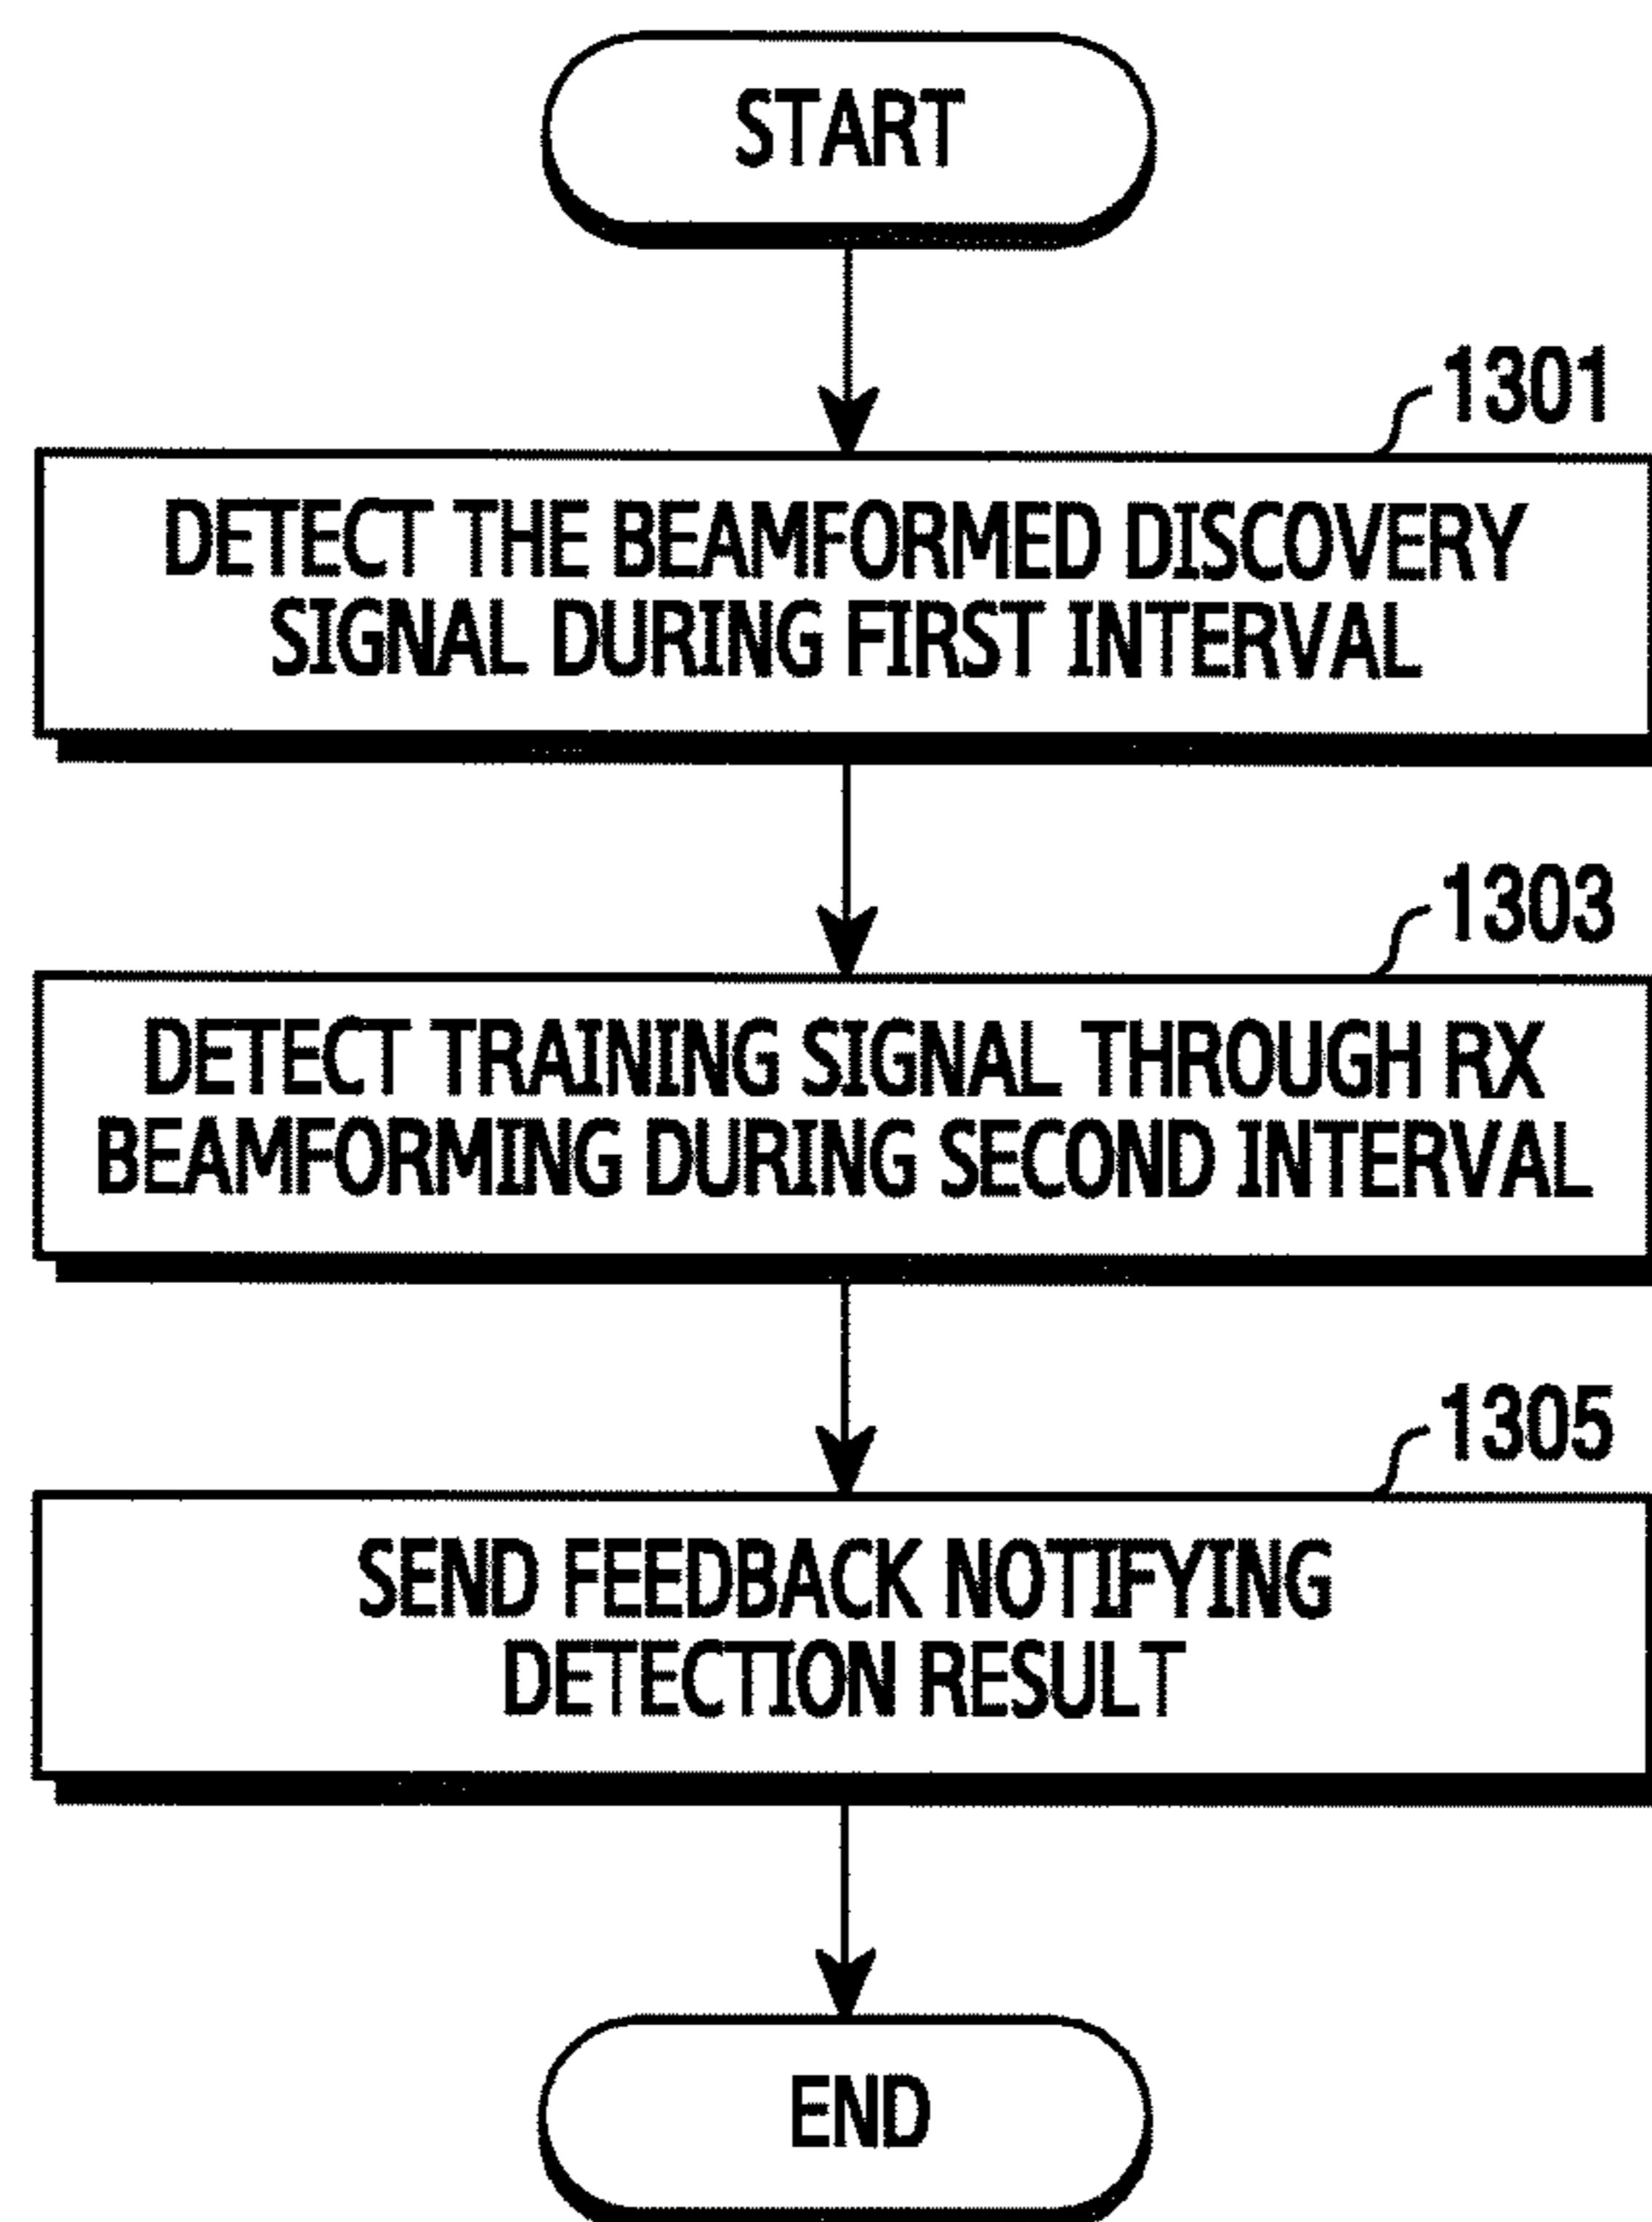 START
1301
DETECT THE BEAMFORMED DISCOVERY
SIGNAL DURING FIRST INTERVAL
1303
DETECT TRAINING SIGNAL THROUGH RX
BEAMFORMING DURING SECOND INTERVAL
1305
SEND FEEDBACK NOTIFYING
DETECTION RESULT
END